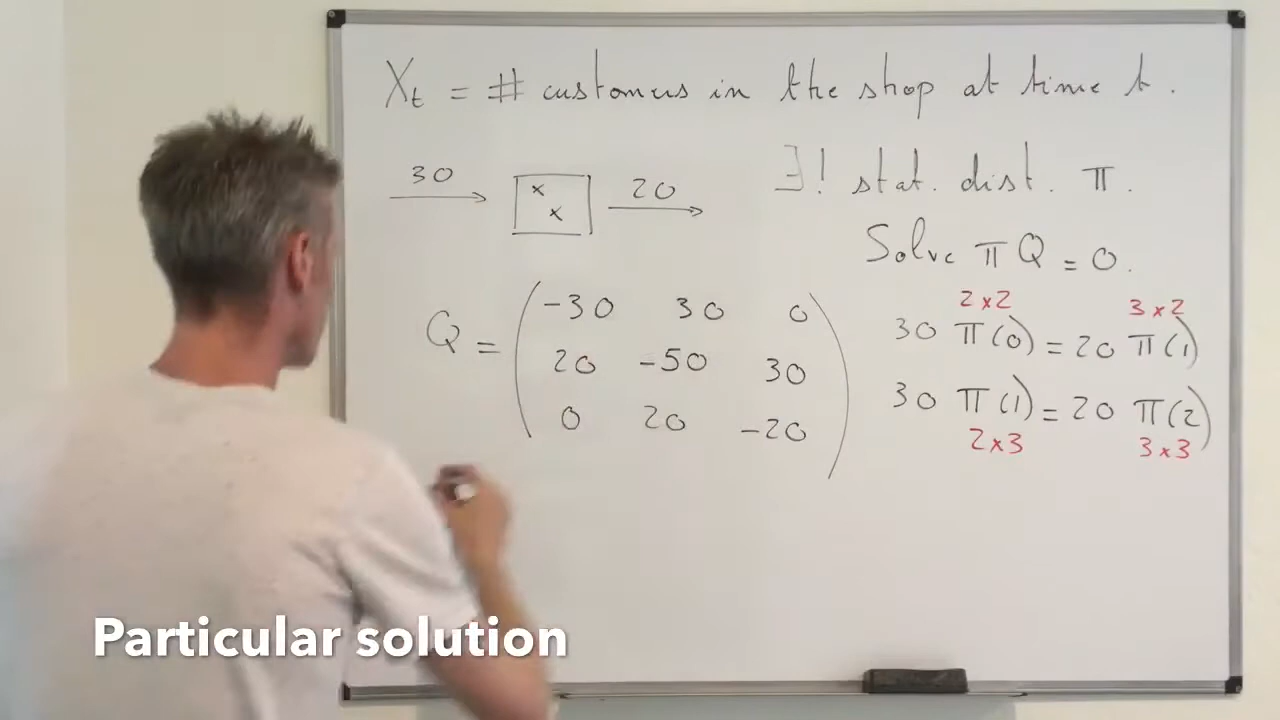 X_t = # customers in the shop at time t.
30 x x 20
∃! stat. dist. π.
Solve π Q = 0.
Q = ( -30 30 0
20 -50 30
0 20 -20 )
2x2 3x2
30 π(0) = 20 π(1)
30 π(1) = 20 π(2)
2x3 3x3
Particular solution